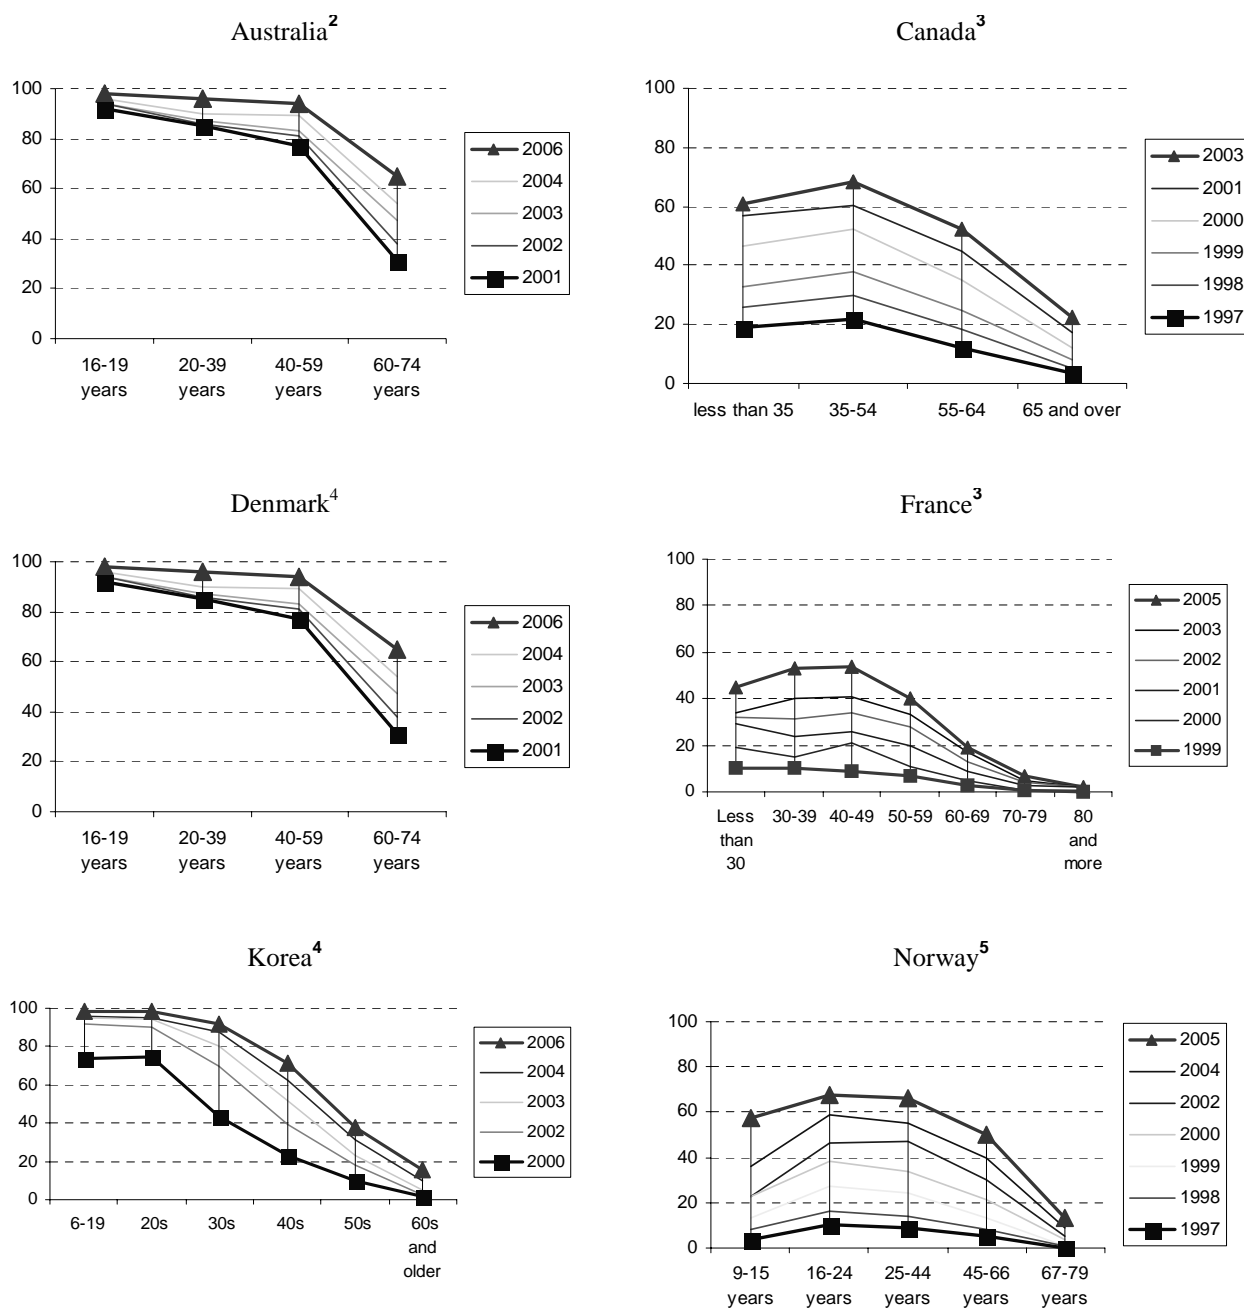 Australia²
100
80
60
40
20
0
16-19 years
20-39 years
40-59 years
60-74 years
2006
2004
2003
2002
2001
Canada³
100
80
60
40
20
0
less than 35
35-54
55-64
65 and over
2003
2001
2000
1999
1998
1997
Denmark⁴
100
80
60
40
20
0
16-19 years
20-39 years
40-59 years
60-74 years
2006
2004
2003
2002
2001
France³
100
80
60
40
20
0
Less than 30
30-39
40-49
50-59
60-69
70-79
80 and more
2005
2003
2002
2001
2000
1999
Korea⁴
100
80
60
40
20
0
6-19
20s
30s
40s
50s
60s and older
2006
2004
2003
2002
2000
Norway⁵
100
80
60
40
20
0
9-15 years
16-24 years
25-44 years
45-66 years
67-79 years
2005
2004
2002
2000
1999
1998
1997